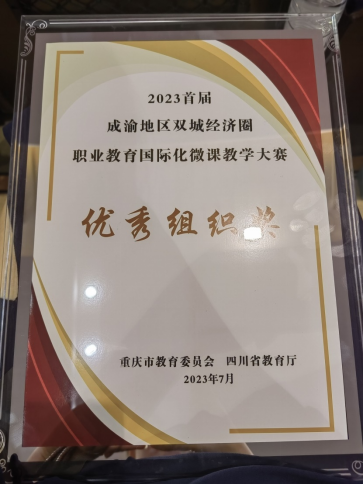 2023首届
成渝地区双城经济圈
职业教育国际化微课教学大赛
优秀组织奖
重庆市教育委员会 四川省教育厅
2023年7月